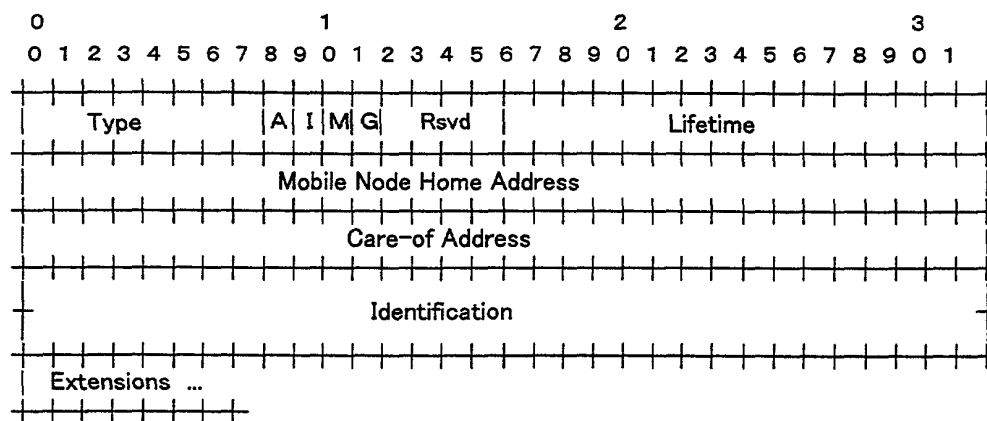 0 1 2 3
0 1 2 3 4 5 6 7 8 9 0 1 2 3 4 5 6 7 8 9 0 1 2 3 4 5 6 7 8 9 0 1
Type A I M G Rsvd Lifetime
Mobile Node Home Address
Care-of Address
Identification
Extensions ...